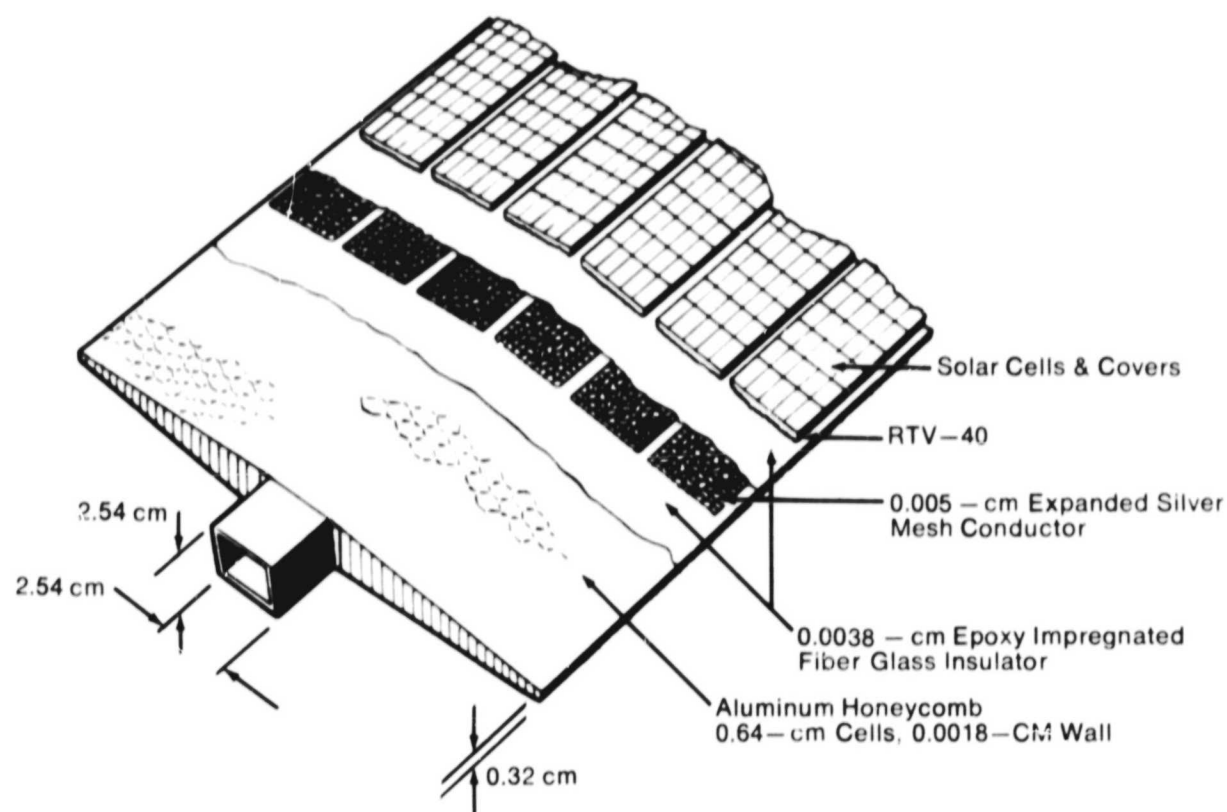 Solar Cells & Covers
RTV—40
0.005 — cm Expanded Silver
Mesh Conductor
2.54 cm
2.54 cm
0.0038 — cm Epoxy Impregnated
Fiber Glass Insulator
Aluminum Honeycomb
0.64—cm Cells, 0.0018—CM Wall
0.32 cm